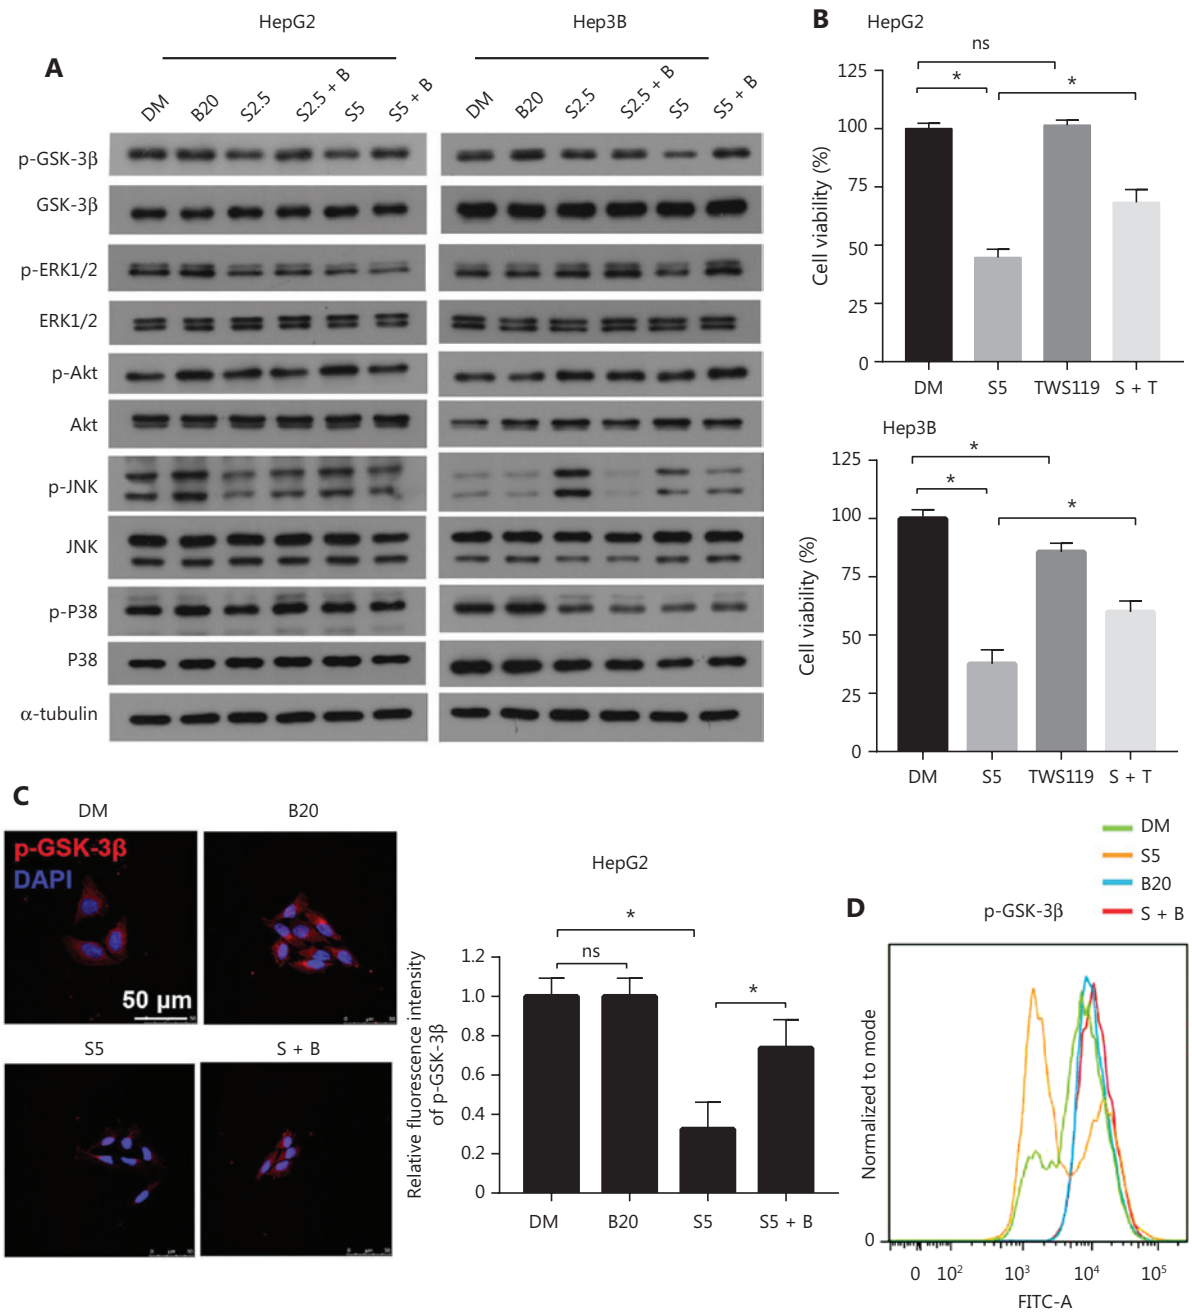 A
HepG2
Hep3B
DM B20 S2.5 S2.5 + B S5 S5 + B
DM B20 S2.5 S2.5 + B S5 S5 + B
p-GSK-3β
GSK-3β
p-ERK1/2
ERK1/2
p-Akt
Akt
p-JNK
JNK
p-P38
P38
α-tubulin
B
HepG2
ns
* *
Cell viability (%)
125
100
75
50
25
0
DM S5 TWS119 S + T
Hep3B
*
* *
Cell viability (%)
125
100
75
50
25
0
DM S5 TWS119 S + T
C
DM B20
p-GSK-3β
DAPI
50 µm
S5 S + B
HepG2
*
ns
*
Relative fluorescence intensity
of p-GSK-3β
1.2
1.0
0.8
0.6
0.4
0.2
0
DM B20 S5 S5 + B
D
DM
S5
B20
S + B
p-GSK-3β
Normalized to mode
0
0 10² 10³ 10⁴ 10⁵
FITC-A